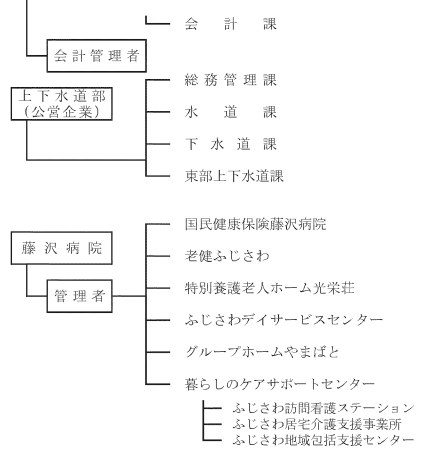 会計課
会計管理者
総務管理課
上下水道部
（公営企業）
水道課
下水道課
東部上下水道課
国民健康保険藤沢病院
藤沢病院
老健ふじさわ
管理者
特別養護老人ホーム光栄荘
ふじさわデイサービスセンター
グループホームやまばと
暮らしのケアサポートセンター
ふじさわ訪問看護ステーション
ふじさわ居宅介護支援事業所
ふじさわ地域包括支援センター